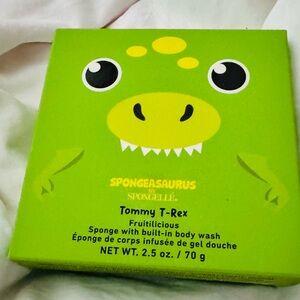 SPONGEASAURUS
BY
SPONGELLÉ®
Tommy T-Rex
Fruitilicious
Sponge with built-in body wash
Éponge de corps infusée de gel douche
NET WT. 2.5 oz. / 70 g